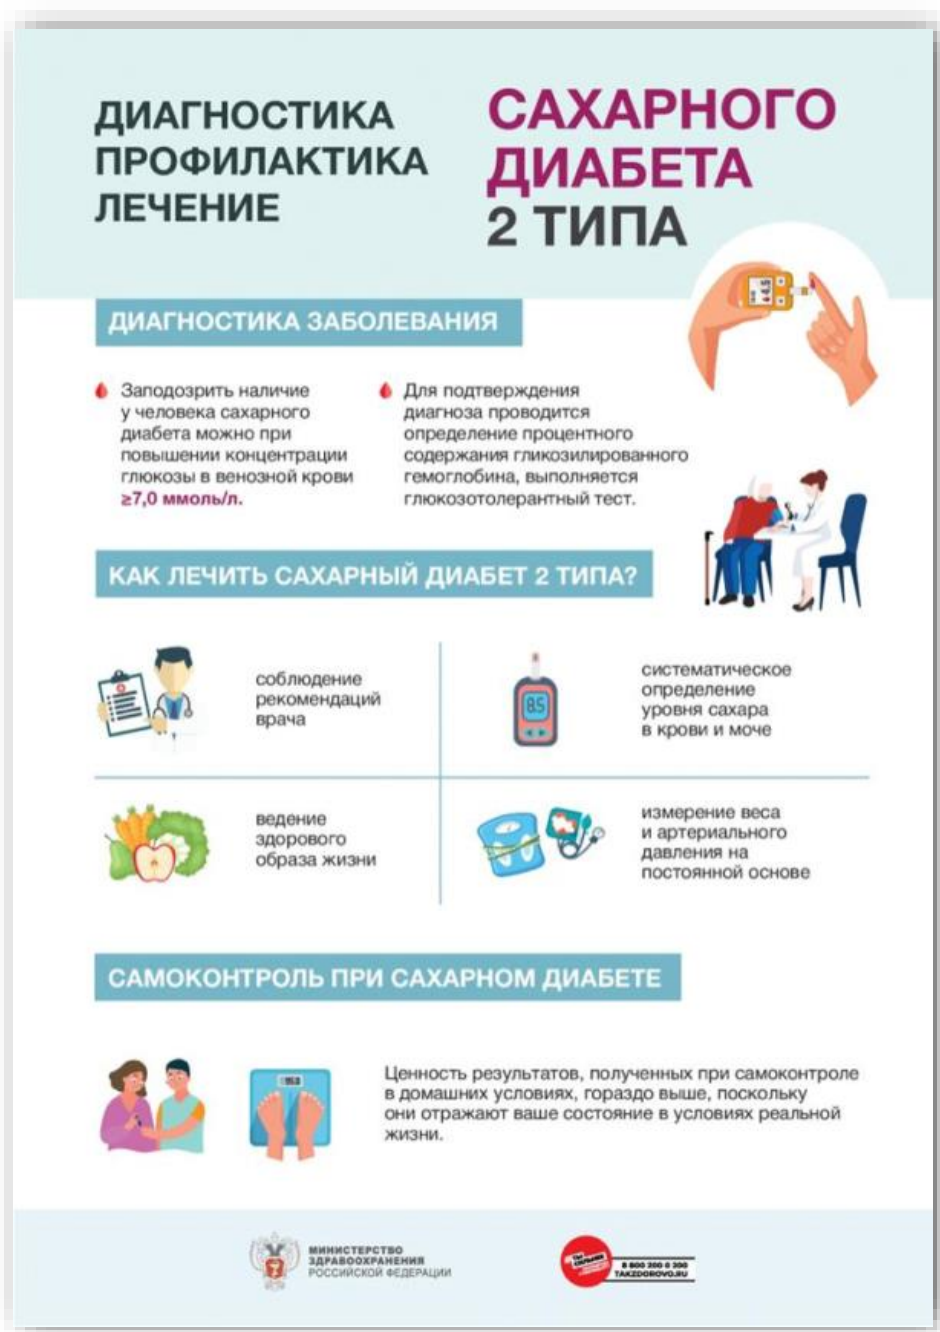 ДИАГНОСТИКА
ПРОФИЛАКТИКА
ЛЕЧЕНИЕ
САХАРНОГО
ДИАБЕТА
2 ТИПА
ДИАГНОСТИКА ЗАБОЛЕВАНИЯ
Заподозрить наличие
у человека сахарного
диабета можно при
повышении концентрации
глюкозы в венозной крови
≥7,0 ммоль/л.
Для подтверждения
диагноза проводится
определение процентного
содержания гликозилированного
гемоглобина, выполняется
глюкозотолерантный тест.
КАК ЛЕЧИТЬ САХАРНЫЙ ДИАБЕТ 2 ТИПА?
соблюдение
рекомендаций
врача
8.5
систематическое
определение
уровня сахара
в крови и моче
ведение
здорового
образа жизни
измерение веса
и артериального
давления на
постоянной основе
САМОКОНТРОЛЬ ПРИ САХАРНОМ ДИАБЕТЕ
Ценность результатов, полученных при самоконтроле
в домашних условиях, гораздо выше, поскольку
они отражают ваше состояние в условиях реальной
жизни.
МИНИСТЕРСТВО
ЗДРАВООХРАНЕНИЯ
РОССИЙСКОЙ ФЕДЕРАЦИИ
ТЫ
СИЛЬНЕЕ
8 800 200 0 200
TAKZDOROVO.RU